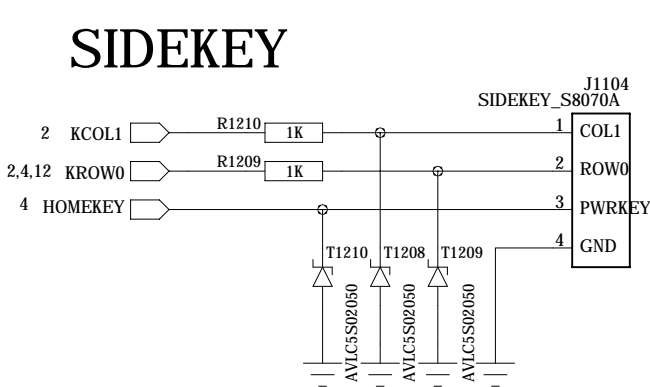 SIDEKEY
J1104
SIDEKEY_S8070A
2 KCOL1 R1210 1K 1 COL1
2,4,12 KROW0 R1209 1K 2 ROW0
4 HOMEKEY 3 PWRKEY
4 GND
T1210 T1208 T1209
AVLC5S02050 AVLC5S02050 AVLC5S02050